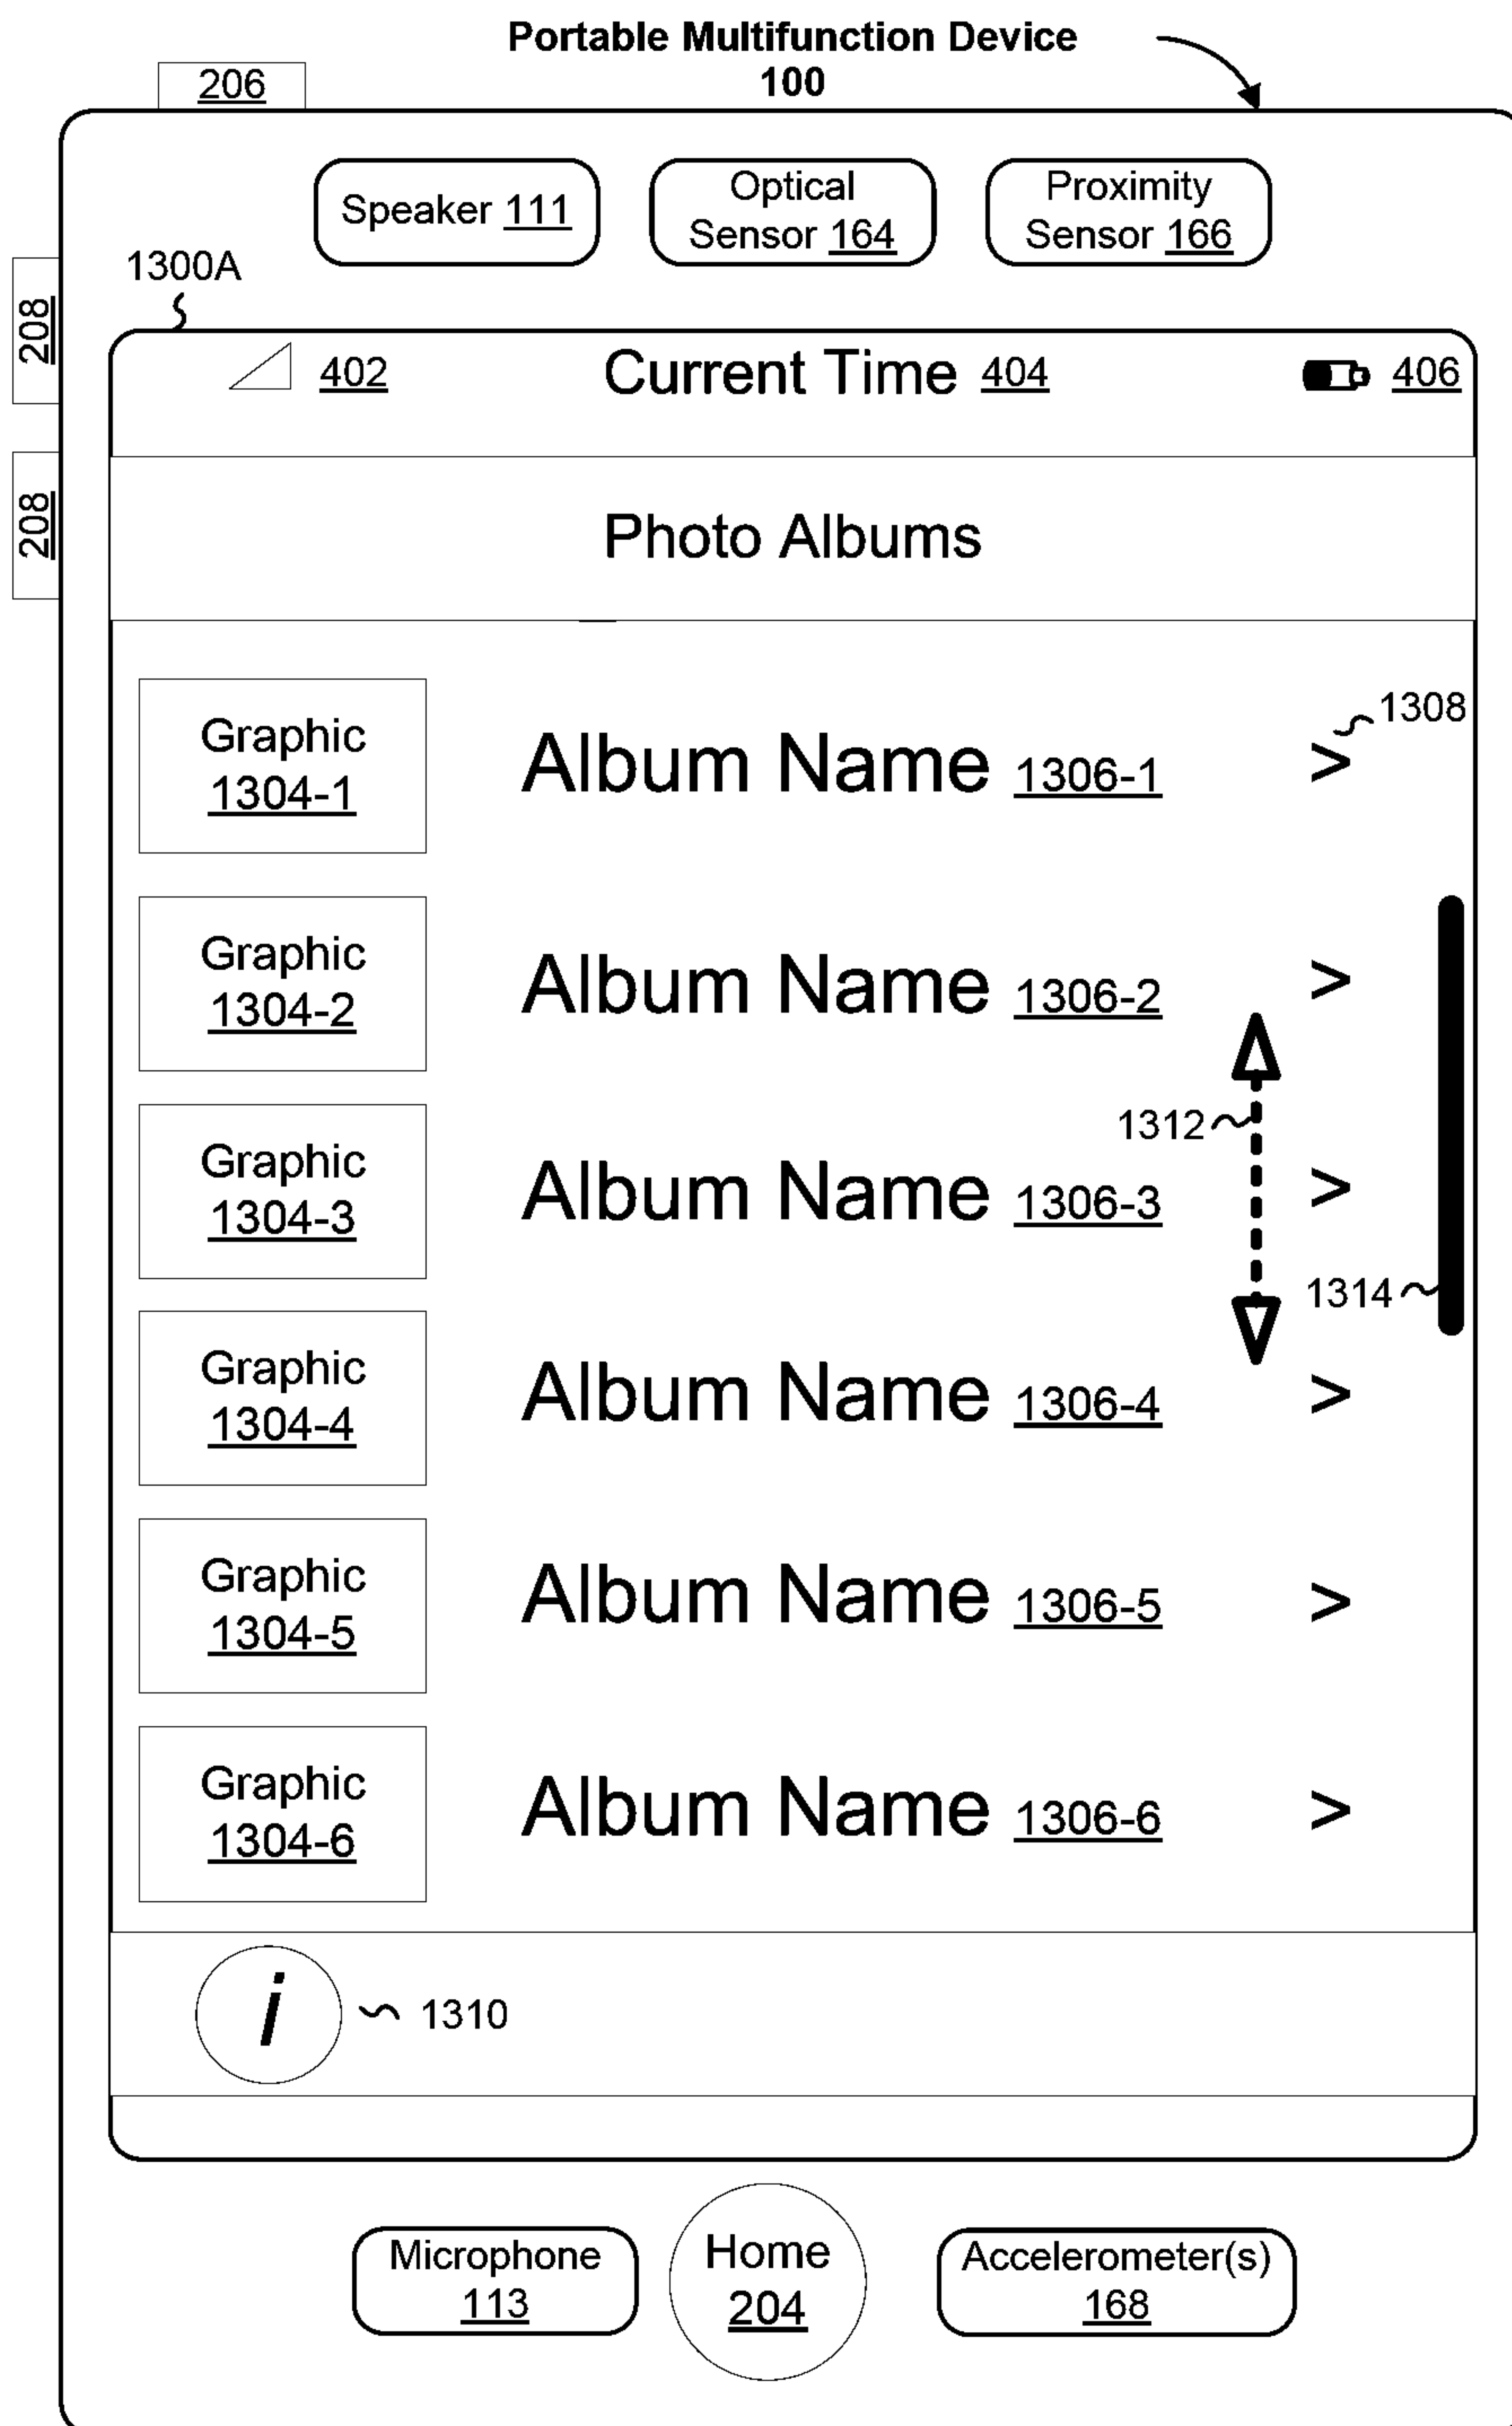 Portable Multifunction Device
100
206
Speaker 111
Optical
Sensor 164
Proximity
Sensor 166
1300A
208
402
Current Time 404
406
208
Photo Albums
Graphic
1304-1
Album Name 1306-1
>
1308
Graphic
1304-2
Album Name 1306-2
>
1312
Graphic
1304-3
Album Name 1306-3
>
1314
Graphic
1304-4
Album Name 1306-4
>
Graphic
1304-5
Album Name 1306-5
>
Graphic
1304-6
Album Name 1306-6
>
i
1310
Microphone
113
Home
204
Accelerometer(s)
168